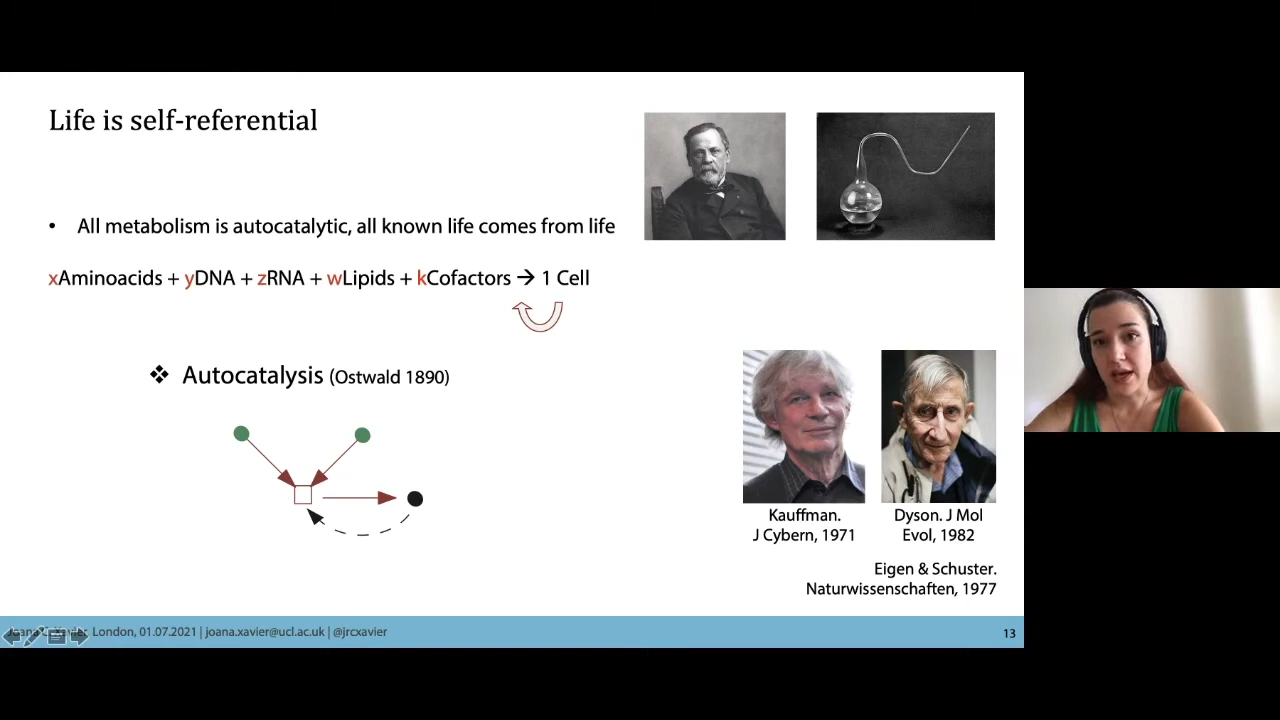 Life is self-referential
• All metabolism is autocatalytic, all known life comes from life
xAminoacids + yDNA + zRNA + wLipids + kCofactors → 1 Cell
❖ Autocatalysis (Ostwald 1890)
Kauffman.
J Cybern, 1971
Dyson. J Mol
Evol, 1982
Eigen & Schuster.
Naturwissenschaften, 1977
Joana C. Xavier, London, 01.07.2021 | joana.xavier@ucl.ac.uk | @jrcxavier
13